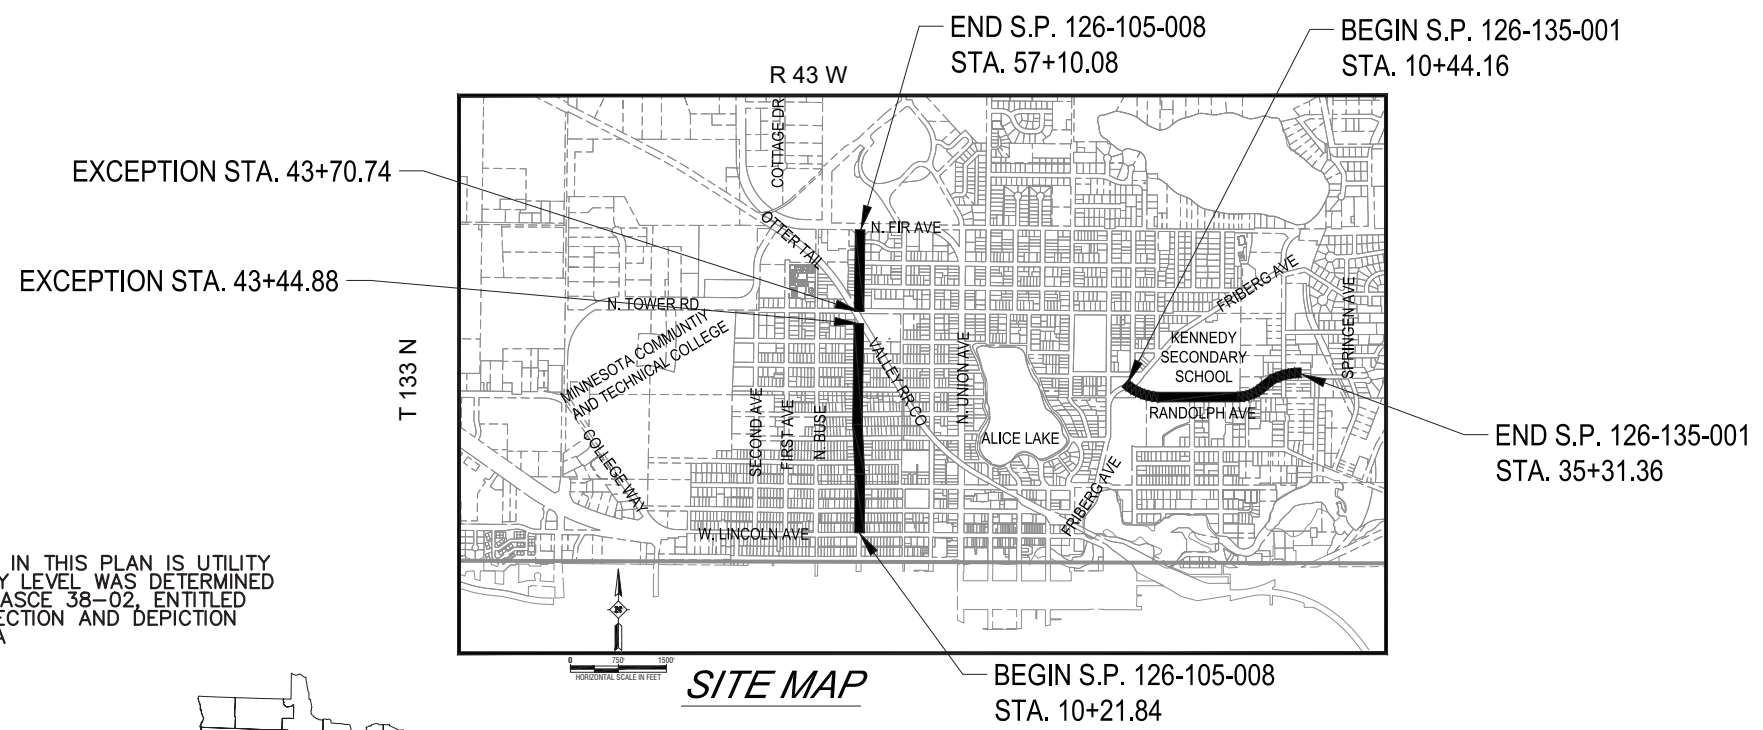 END S.P. 126-105-008
STA. 57+10.08
BEGIN S.P. 126-135-001
STA. 10+44.16
R 43 W
EXCEPTION STA. 43+70.74
EXCEPTION STA. 43+44.88
T 133 N
COTTAGE DR
OTTER TAIL
N. FIR AVE
N. TOWER RD
MINNESOTA COMMUNTIY
AND TECHNICAL COLLEGE
COLLEGE WAY
SECOND AVE
FIRST AVE
N. BUSE
VALLEY RR CO
N. UNION AVE
ALICE LAKE
FRIBERG AVE
KENNEDY
SECONDARY
SCHOOL
SPRINGEN AVE
RANDOLPH AVE
FRIBERG AVE
W. LINCOLN AVE
END S.P. 126-135-001
STA. 35+31.36
IN THIS PLAN IS UTILITY
Y LEVEL WAS DETERMINED
ASCE 38-02, ENTITLED
ECTION AND DEPICTION
A
N
0 750' 1500'
HORIZONTAL SCALE IN FEET
SITE MAP
BEGIN S.P. 126-105-008
STA. 10+21.84